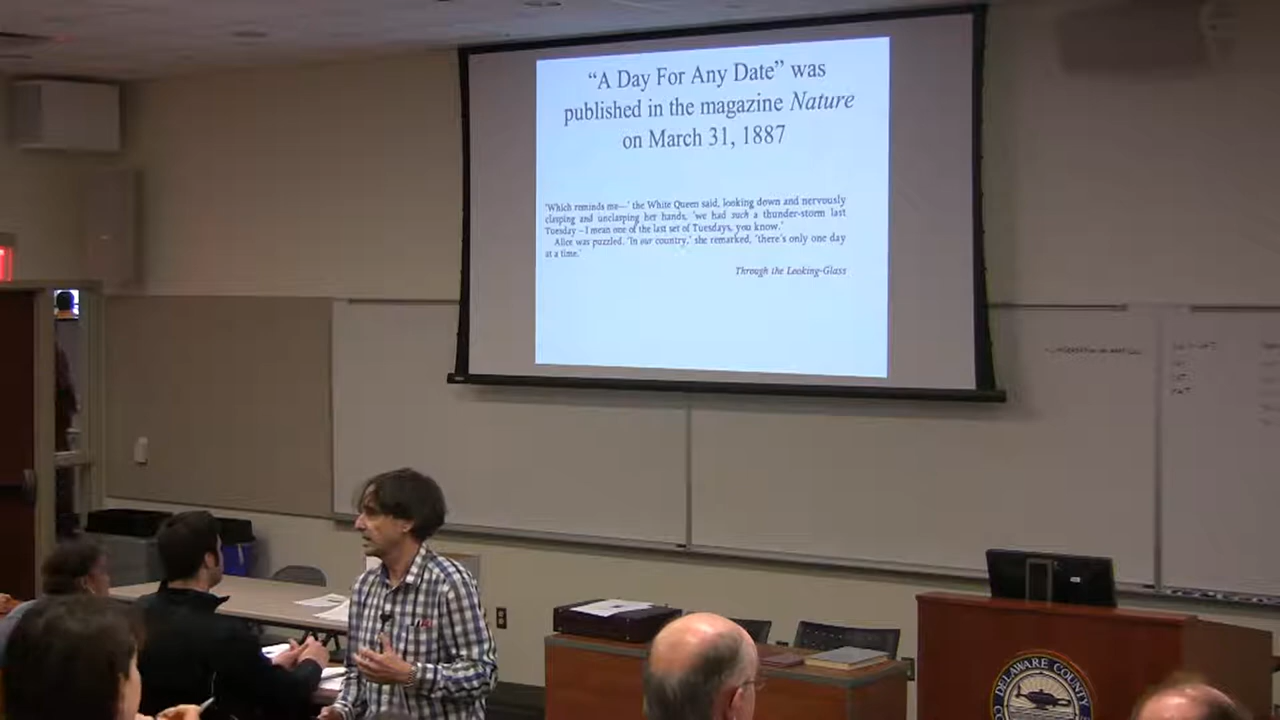 “A Day For Any Date” was
published in the magazine Nature
on March 31, 1887
‘Which reminds me—’ the White Queen said, looking down and nervously
clasping and unclasping her hands, ‘we had such a thunder-storm last
Tuesday – I mean one of the last set of Tuesdays, you know.’
Alice was puzzled. ‘In our country,’ she remarked, ‘there's only one day
at a time.’
Through the Looking-Glass
DELAWARE COUNTY